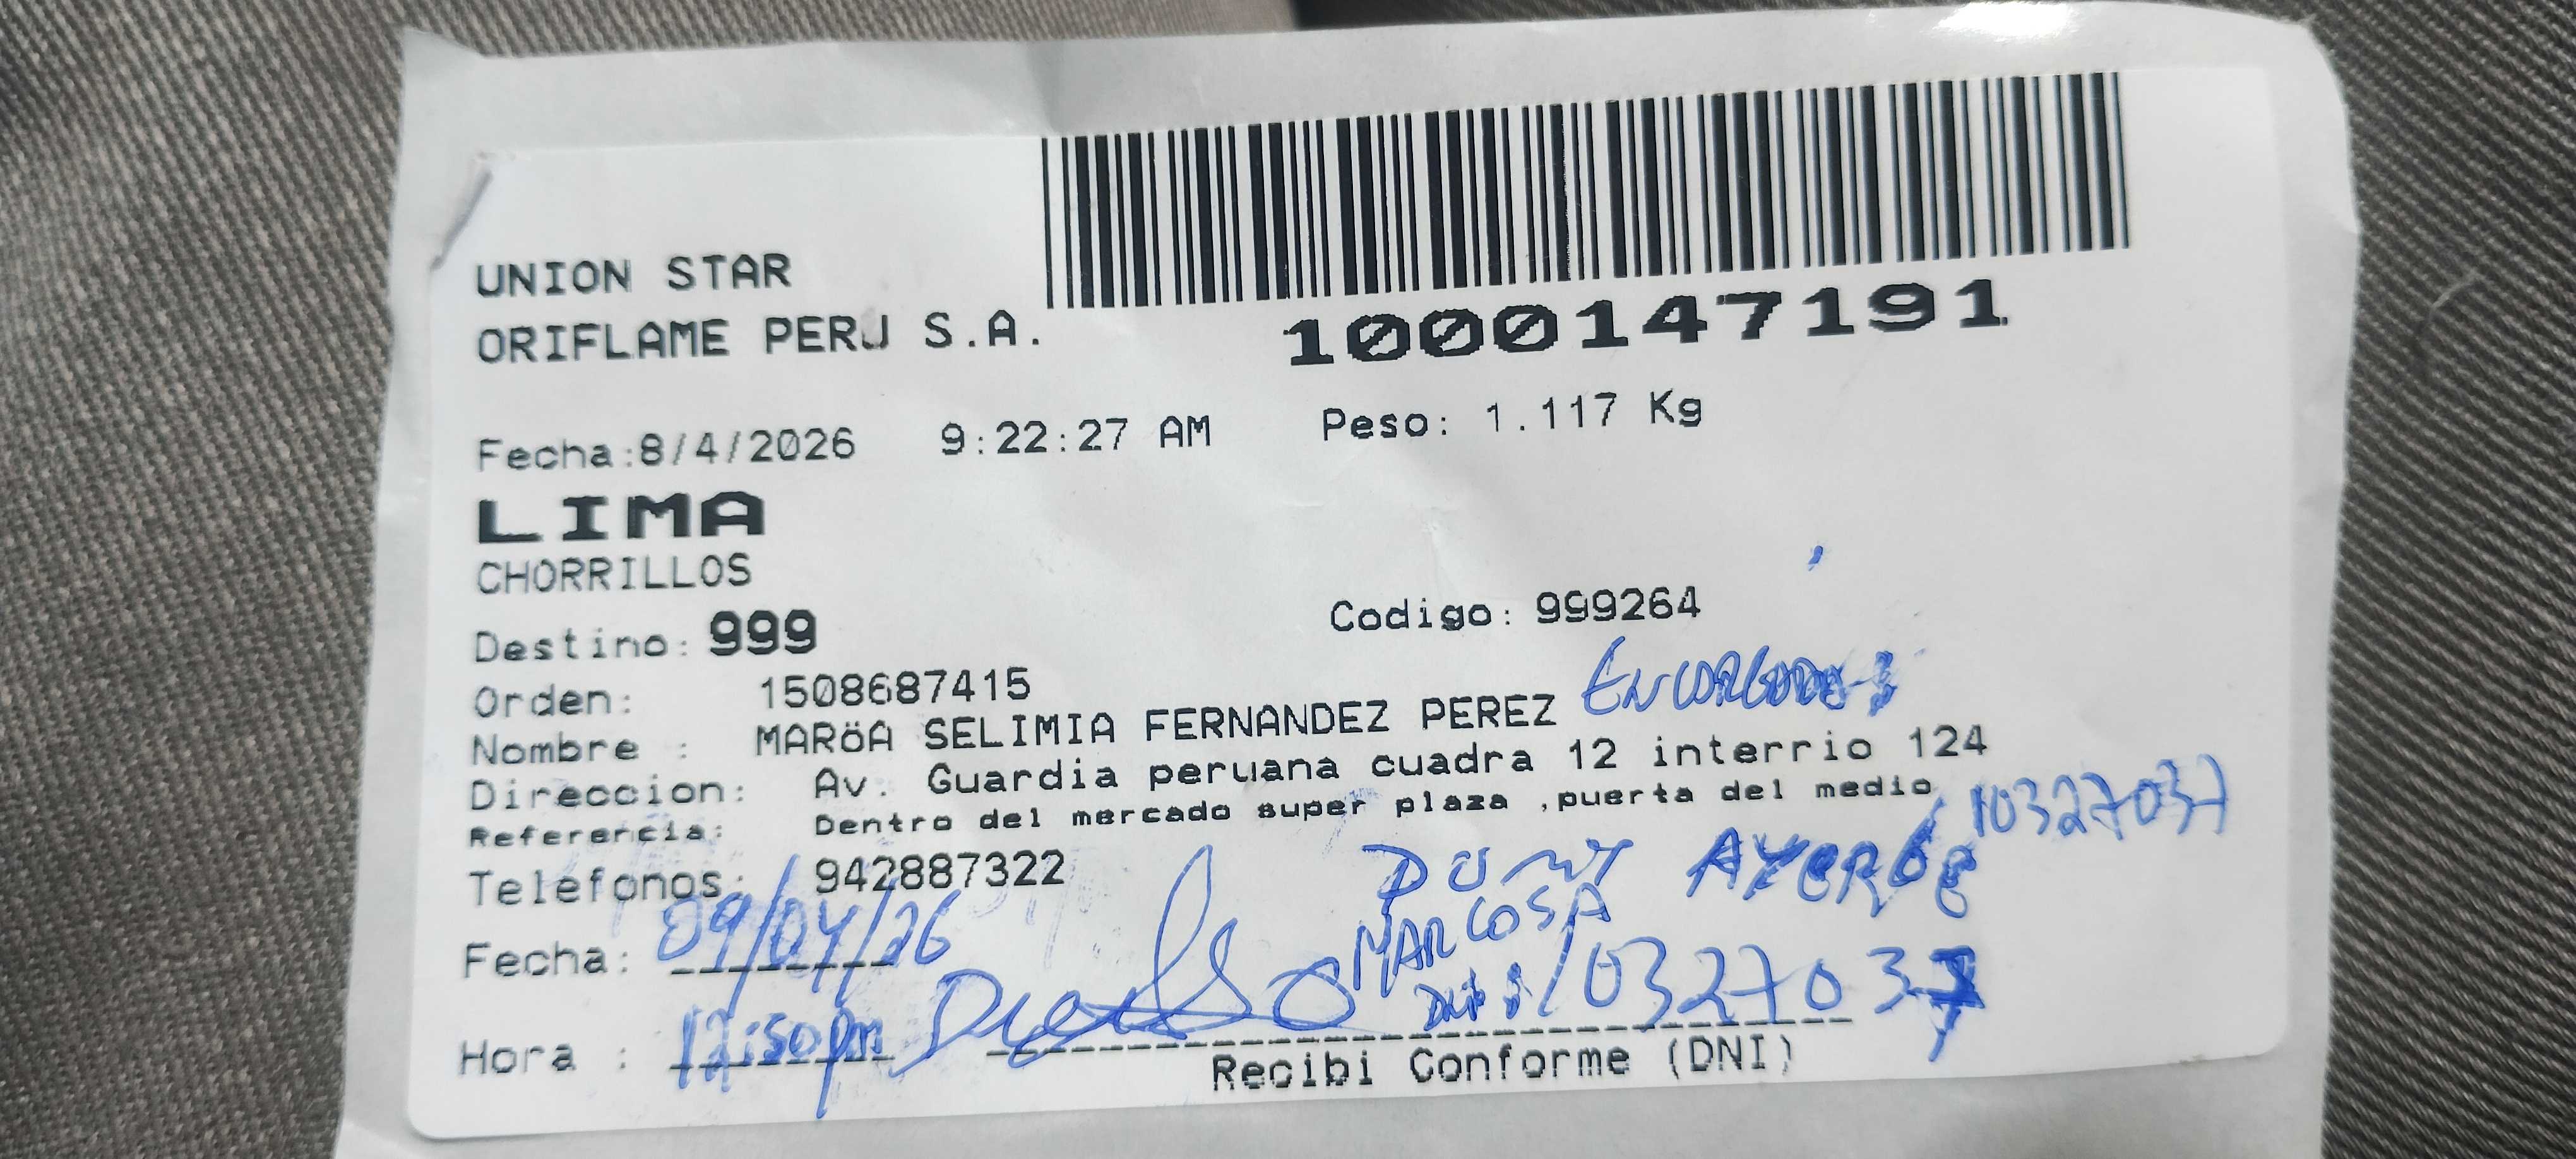 UNION STAR
ORIFLAME PERU S.A.
1000147191
Fecha:8/4/2026 9:22:27 AM Peso: 1.117 Kg
LIMA
CHORRILLOS
Destino: 999 Codigo: 999264
Orden: 1508687415
Nombre : MARöA SELIMIA FERNANDEZ PEREZ
Direccion: Av. Guardia peruana cuadra 12 interrio 124
Referencia: Dentro del mercado super plaza ,puerta del medio
10327037
Telefonos: 942887322
Fecha: 09/04/26
MARCOSA
10327037
Hora : 12:50pm
Recibi Conforme (DNI)